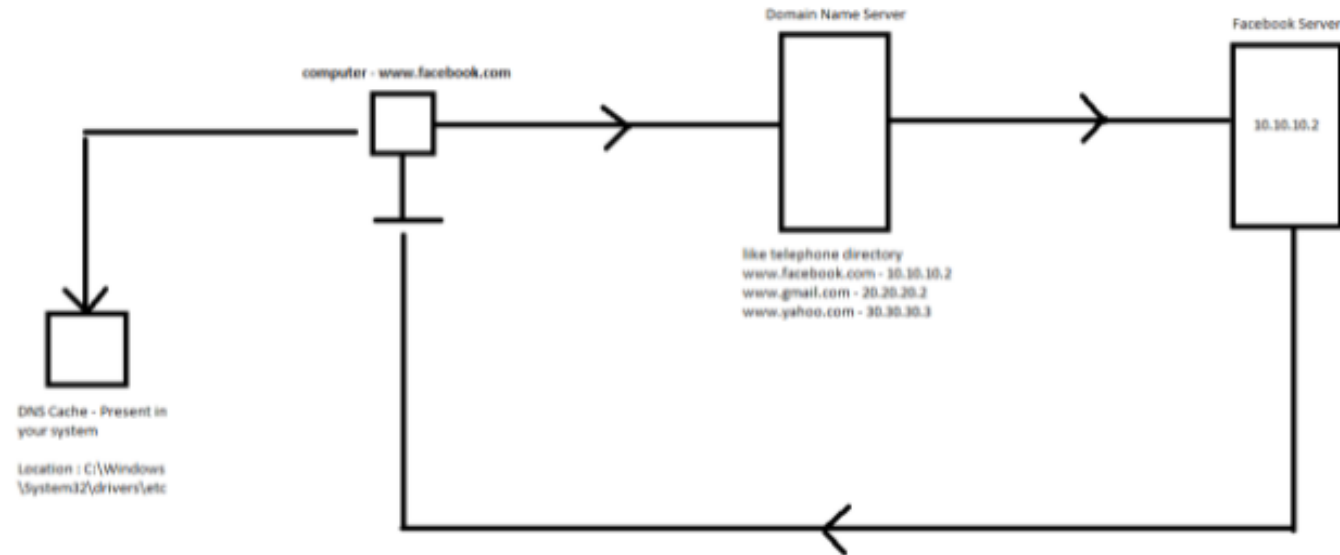 Domain Name Server
Facebook Server
computer - www.facebook.com
10.10.10.2
like telephone directory
www.facebook.com - 10.10.10.2
www.gmail.com - 20.20.20.2
www.yahoo.com - 30.30.30.3
DNS Cache - Present in
your system
Location : C:\Windows
\System32\drivers\etc